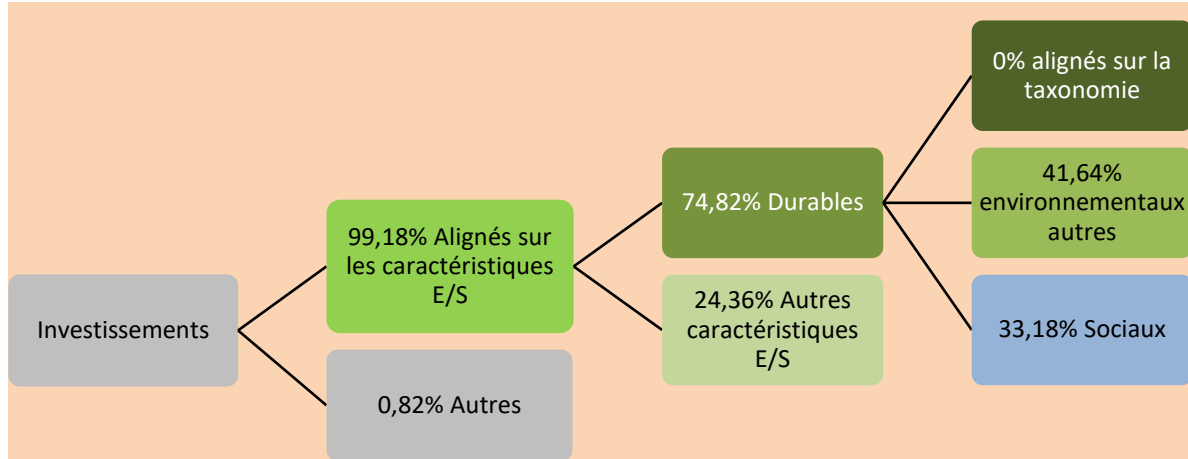 Investissements
99,18% Alignés sur
les caractéristiques
E/S
0,82% Autres
74,82% Durables
24,36% Autres
caractéristiques
E/S
0% alignés sur la
taxonomie
41,64%
environnementaux
autres
33,18% Sociaux